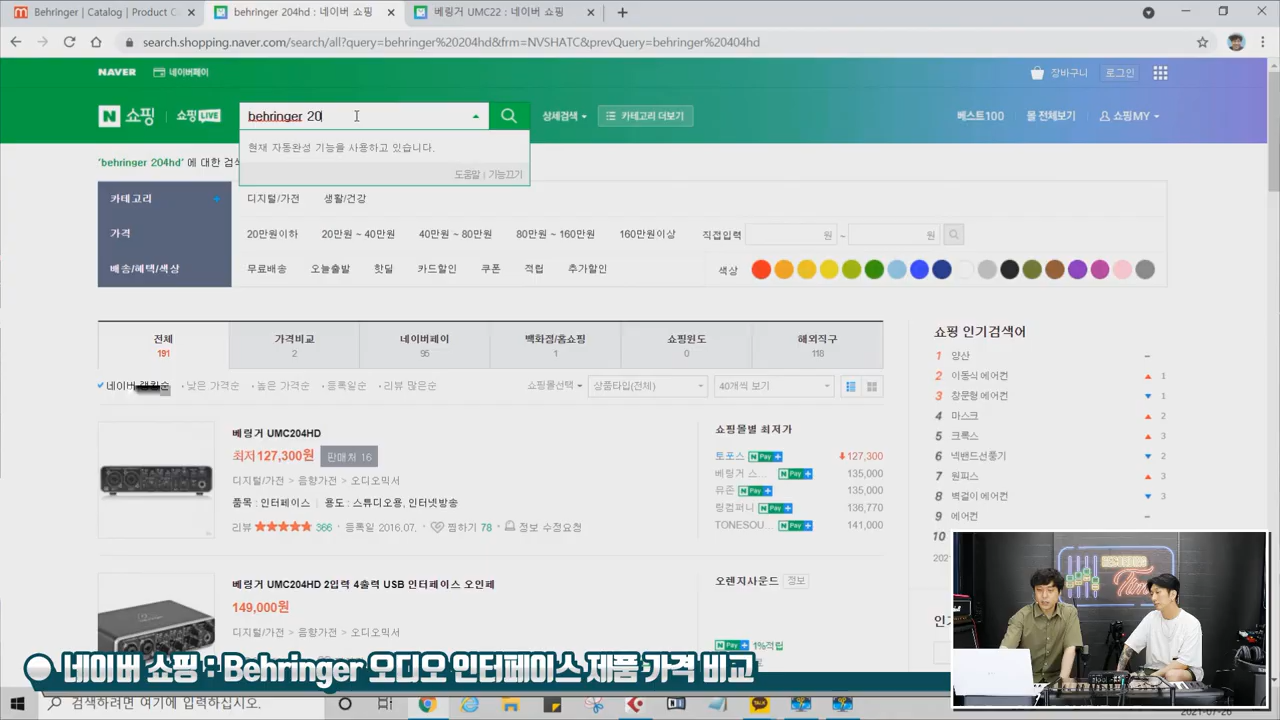 Behringer | Catalog | Product C
behringer 204hd : 네이버 쇼핑
베링거 UMC22 : 네이버 쇼핑
search.shopping.naver.com/search/all?query=behringer%20204hd&frm=NVSHATC&prevQuery=behringer%20404hd
NAVER 네이버페이
장바구니 로그인
N 쇼핑 쇼핑LIVE
behringer 20
상세검색 카테고리 더보기
베스트100 몰 전체보기 쇼핑MY
현재 자동완성 기능을 사용하고 있습니다.
도움말 | 기능끄기
'behringer 204hd' 에 대한 검색
카테고리 + 디지털/가전 생활/건강
가격 20만원이하 20만원 ~ 40만원 40만원 ~ 80만원 80만원 ~ 160만원 160만원이상 직접입력 원 ~ 원
배송/혜택/색상 무료배송 오늘출발 핫딜 카드할인 쿠폰 적립 추가할인 색상
전체 가격비교 네이버페이 백화점/홈쇼핑 쇼핑윈도 해외직구
191 2 95 1 0 118
네이버 랭킹순 낮은 가격순 높은 가격순 등록일순 리뷰 많은순 쇼핑몰선택 상품타입(전체) 40개씩 보기
베링거 UMC204HD
최저127,300원 판매처 16
디지털/가전 > 음향가전 > 오디오믹서
품목 : 인터페이스 | 용도 : 스튜디오용, 인터넷방송
리뷰 366 · 등록일 2016.07. · 찜하기 78 · 정보 수정요청
쇼핑몰별 최저가
토포스 N Pay + 127,300
베링거 스... N Pay + 135,000
유존 N Pay + 135,000
링컴퍼니 N Pay + 136,770
TONESOU... N Pay + 141,000
베링거 UMC204HD 2입력 4출력 USB 인터페이스 오인페
149,000원
디지털/가전 > 음향가전 > 오디오믹서
오렌지사운드 정보
N Pay + 1%적립
쇼핑 인기검색어
1 양산 –
2 이동식 에어컨 1
3 창문형 에어컨 1
4 마스크 2
5 크록스 3
6 넥밴드선풍기 2
7 원피스 3
8 벽걸이 에어컨 3
9 에어컨 –
10
202
인기
Time
네이버 쇼핑 : Behringer 오디오 인터페이스 제품 가격 비교
검색하려면 여기에 입력하십시오.
2021-07-26